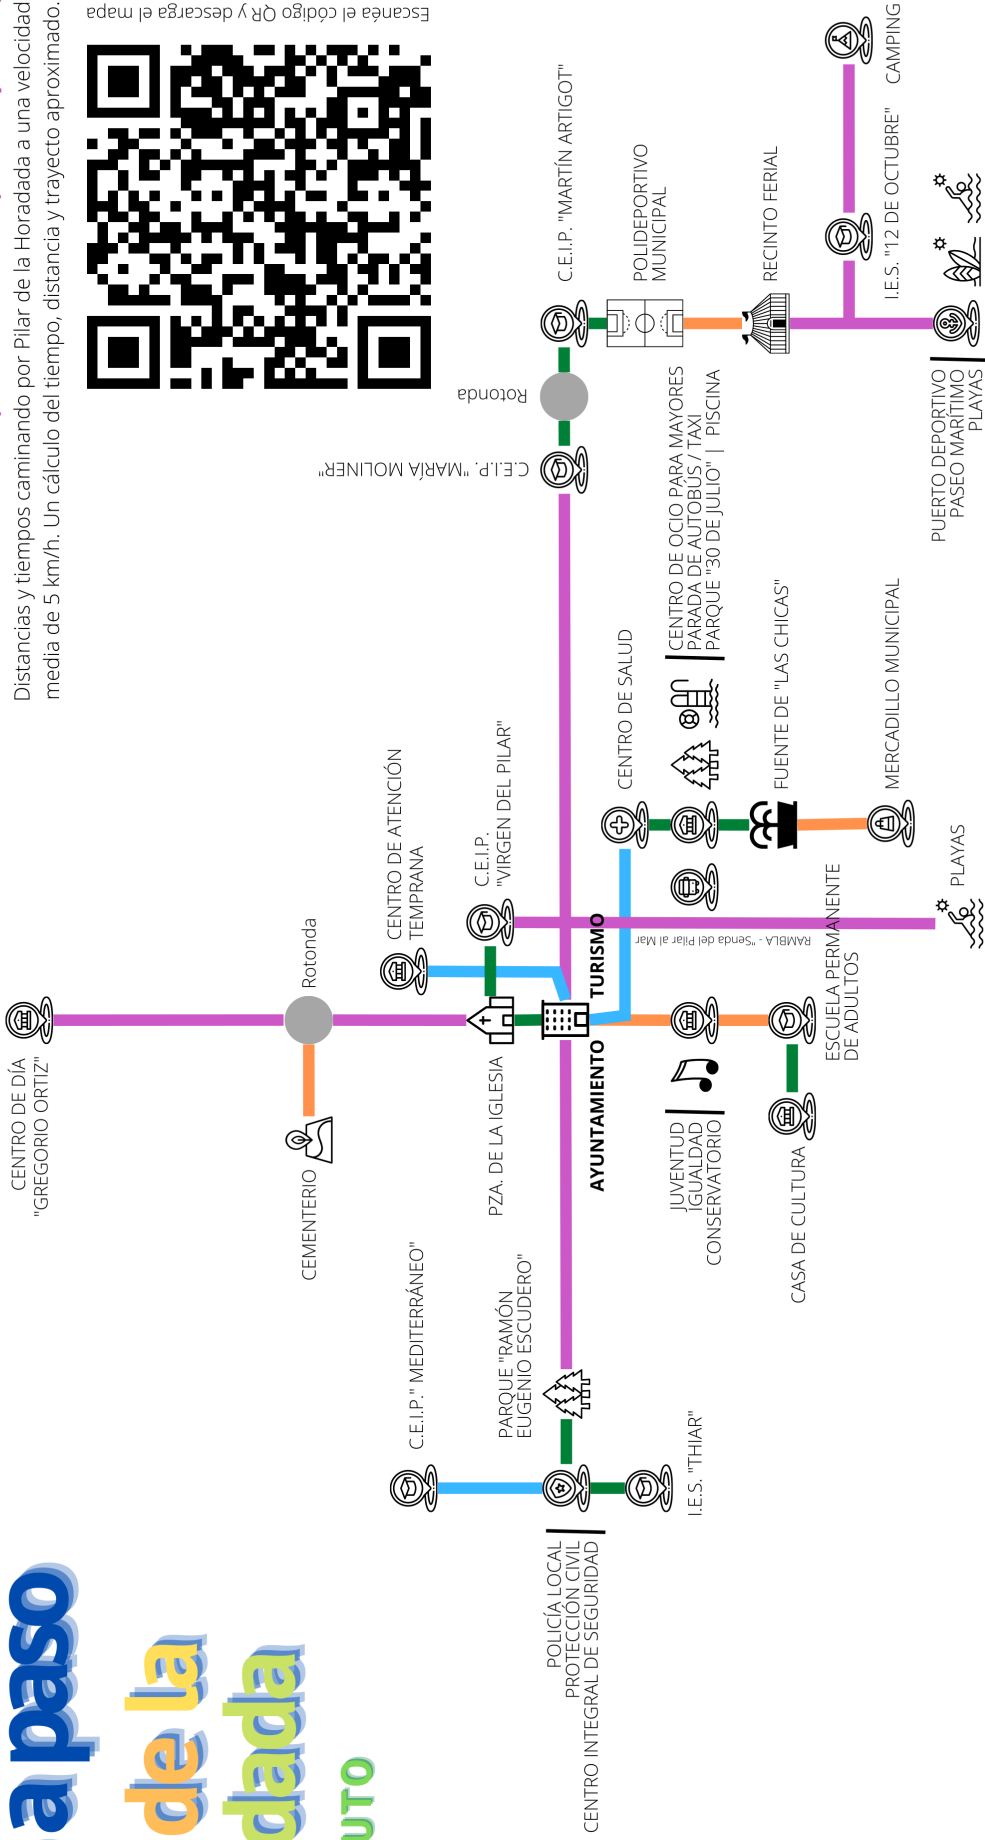 a paso
de la
dada
UTO
Distancias y tiempos caminando por Pilar de la Horadada a una velocidad
media de 5 km/h. Un cálculo del tiempo, distancia y trayecto aproximado.
Escanéa el código QR y descarga el mapa
CENTRO DE DÍA
"GREGORIO ORTIZ"
Rotonda
CEMENTERIO
CENTRO DE ATENCIÓN
TEMPRANA
C.E.I.P.
"VIRGEN DEL PILAR"
PZA. DE LA IGLESIA
C.E.I.P." MEDITERRÁNEO"
PARQUE "RAMÓN
EUGENIO ESCUDERO"
I.E.S. "THIAR"
POLICÍA LOCAL
PROTECCIÓN CIVIL
CENTRO INTEGRAL DE SEGURIDAD
AYUNTAMIENTO
TURISMO
JUVENTUD
IGUALDAD
CONSERVATORIO
CASA DE CULTURA
ESCUELA PERMANENTE
DE ADULTOS
RAMBLA - "Senda del Pilar al Mar
PLAYAS
CENTRO DE SALUD
CENTRO DE OCIO PARA MAYORES
PARADA DE AUTOBÚS / TAXI
PARQUE "30 DE JULIO" | PISCINA
FUENTE DE "LAS CHICAS"
MERCADILLO MUNICIPAL
C.E.I.P. "MARÍA MOLINER"
Rotonda
C.E.I.P. "MARTÍN ARTIGOT"
POLIDEPORTIVO
MUNICIPAL
RECINTO FERIAL
I.E.S. "12 DE OCTUBRE"
CAMPING
PUERTO DEPORTIVO
PASEO MARÍTIMO
PLAYAS